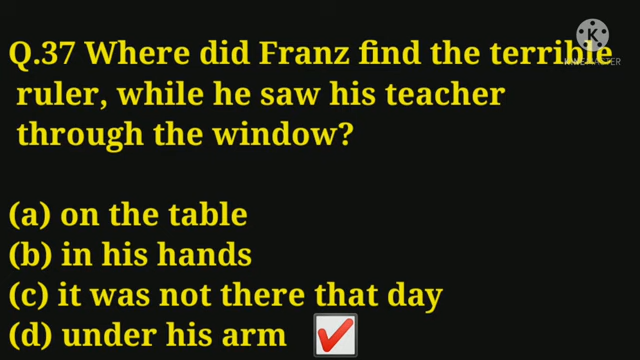 K
KINEMASTER
Q.37 Where did Franz find the terrible
ruler, while he saw his teacher
through the window?
(a) on the table
(b) in his hands
(c) it was not there that day
(d) under his arm